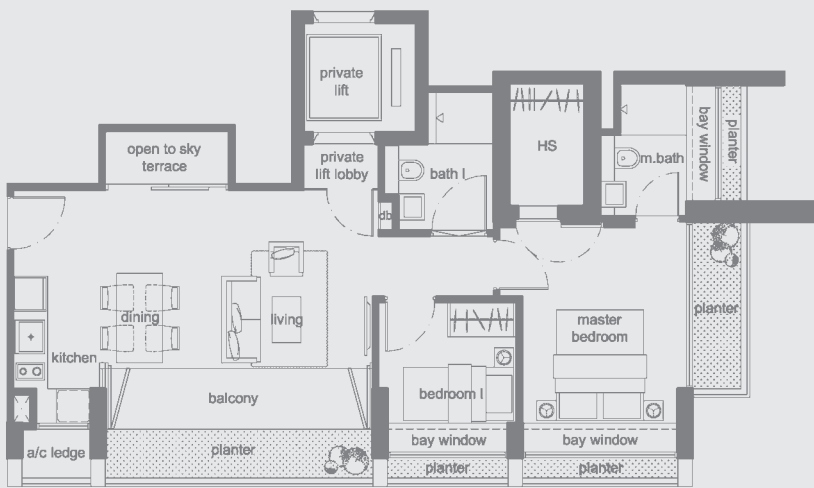 private
lift
open to sky
terrace
private
lift lobby
bath I
HS
m.bath
bay window
planter
db
planter
dining
living
master
bedroom
kitchen
bedroom I
balcony
a/c ledge
planter
bay window
bay window
planter
planter